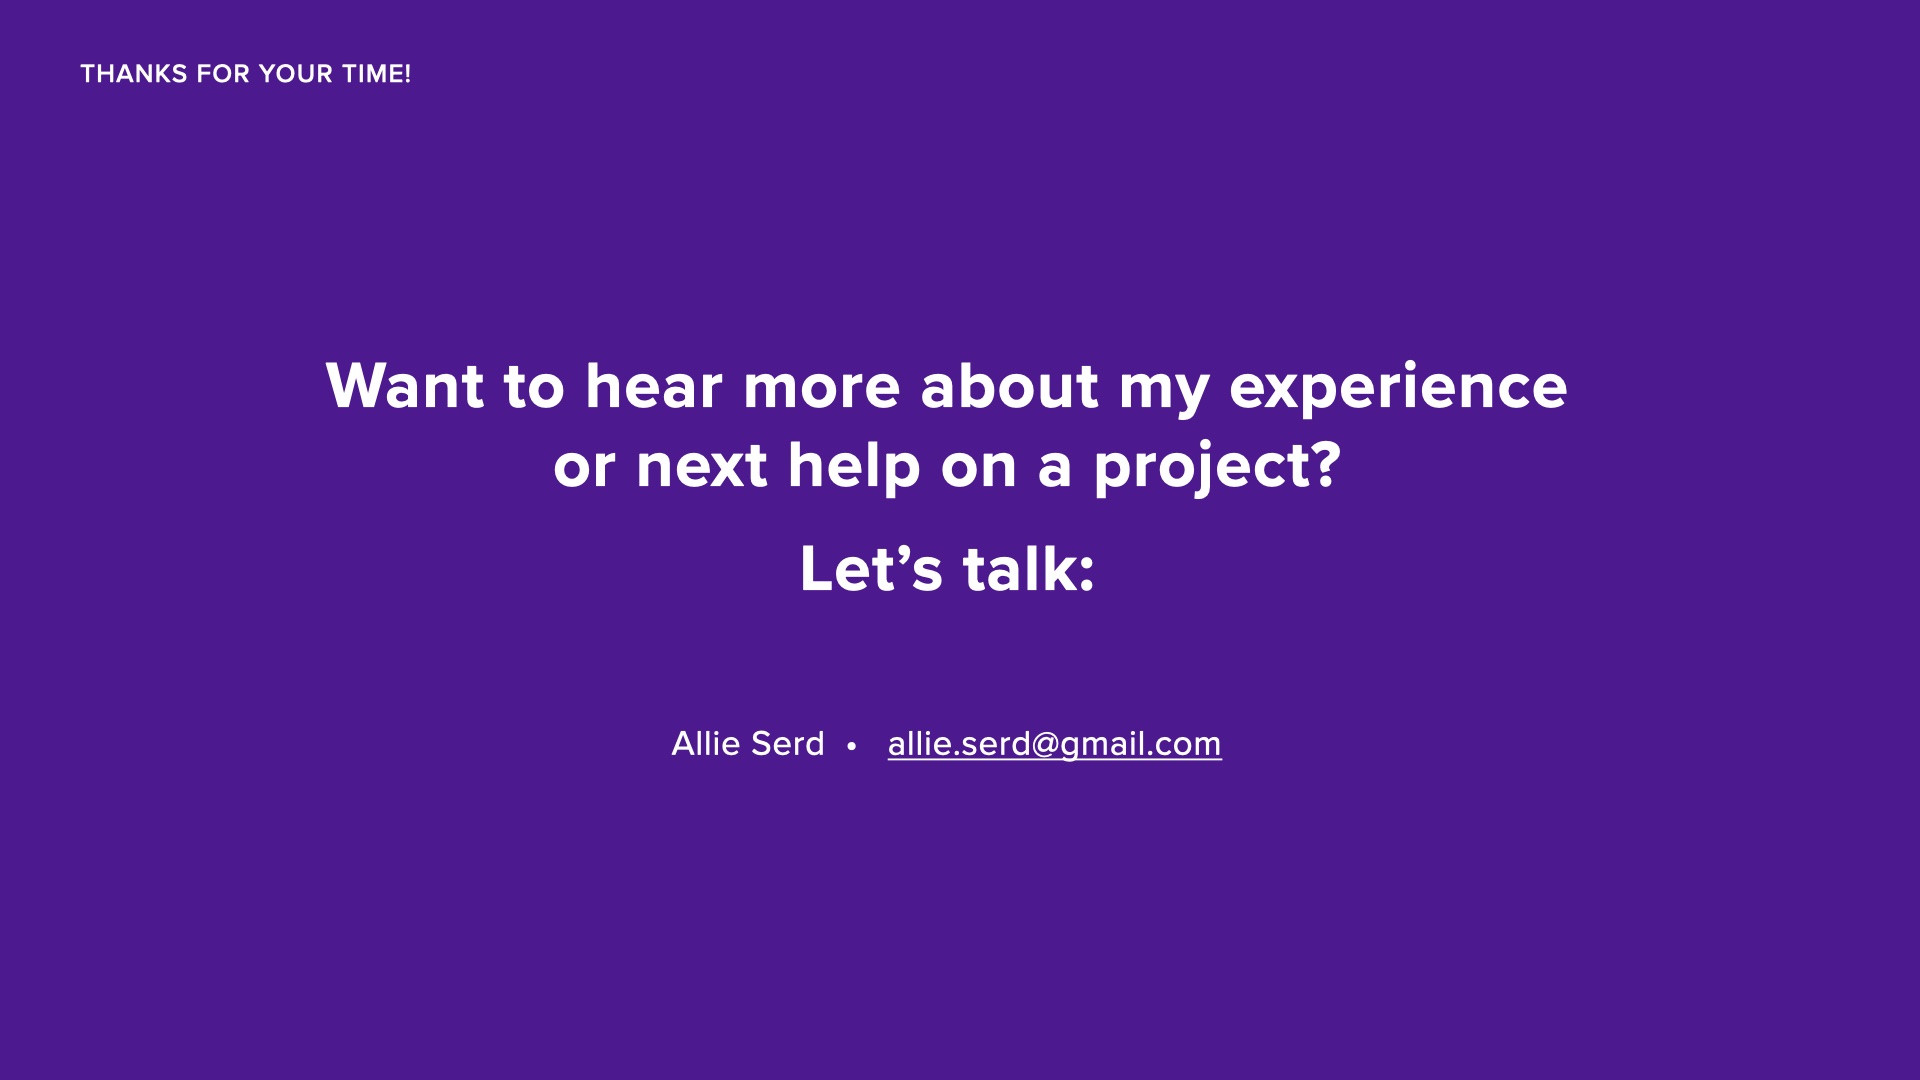 THANKS FOR YOUR TIME!
Want to hear more about my experience
or next help on a project?
Let’s talk:
Allie Serd • allie.serd@gmail.com